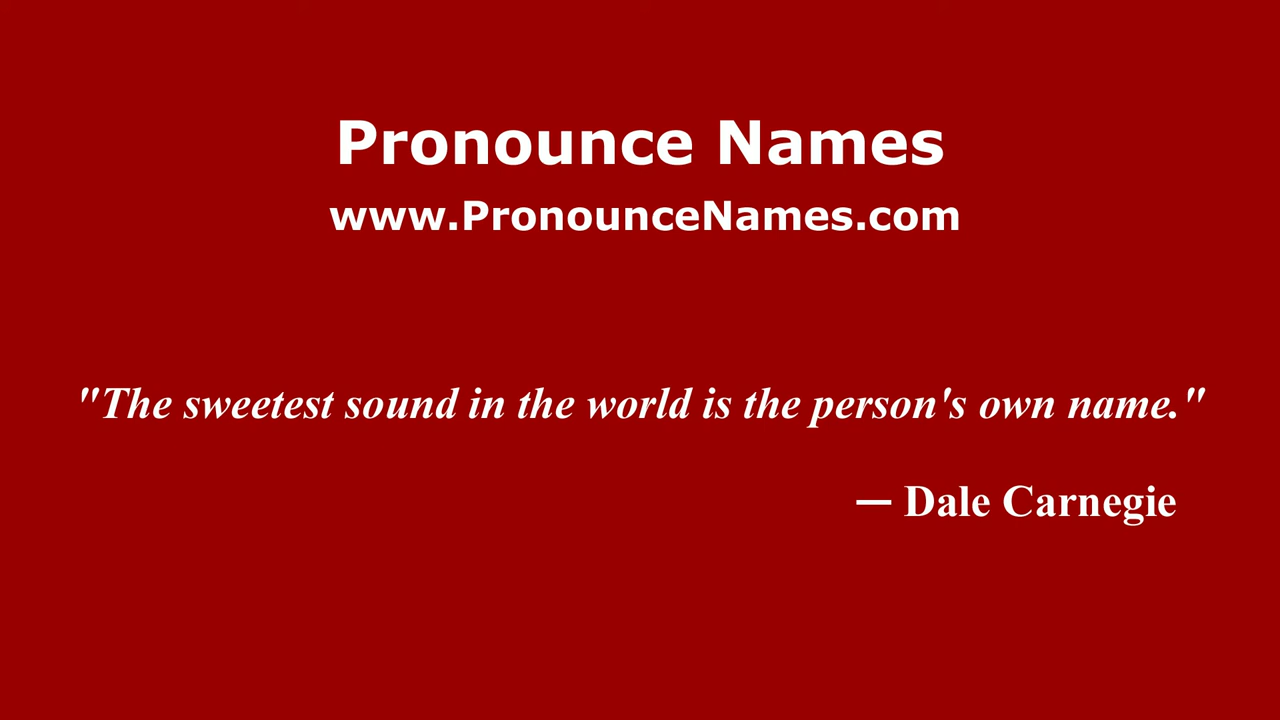 Pronounce Names
www.PronounceNames.com
"The sweetest sound in the world is the person's own name."
— Dale Carnegie